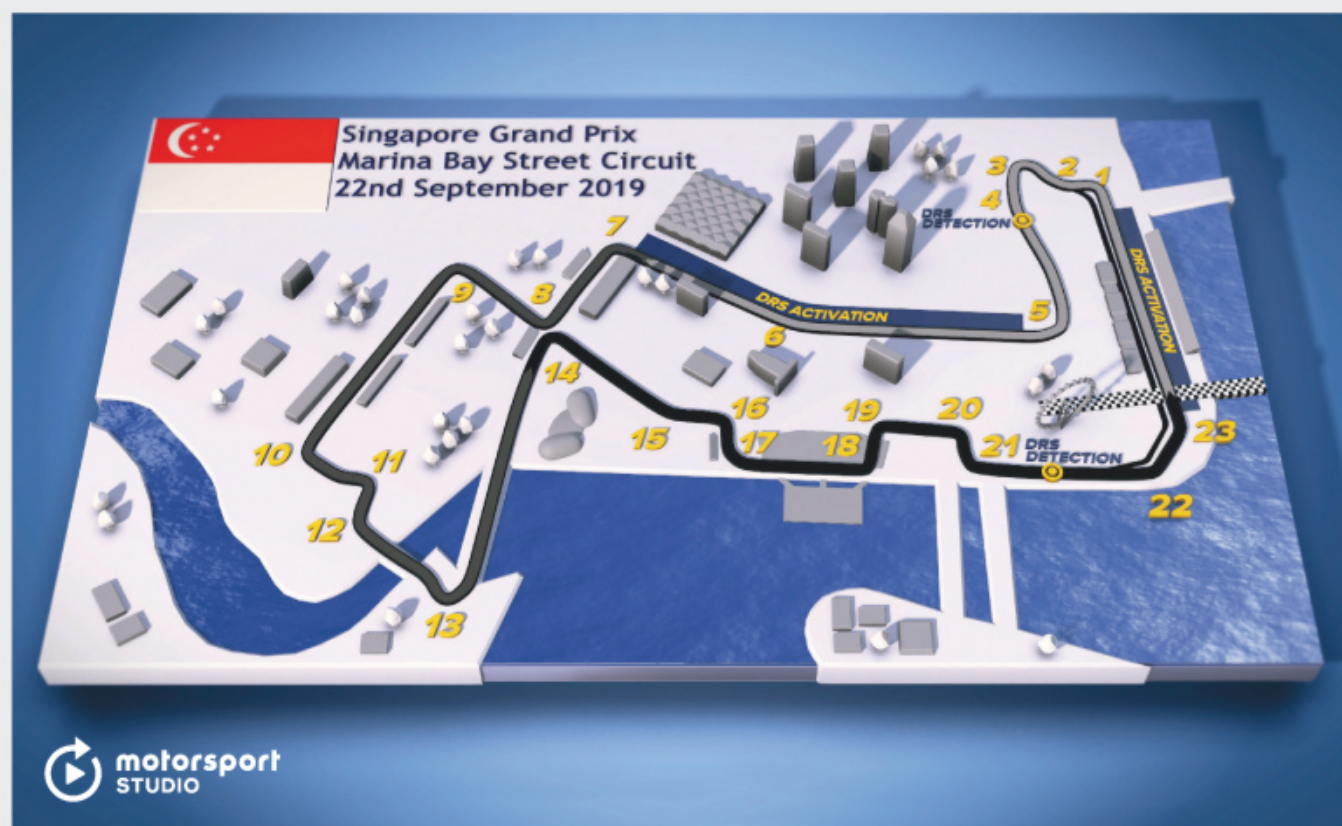 Singapore Grand Prix
Marina Bay Street Circuit
22nd September 2019
3
2
1
4
DRS
DETECTION
7
DRS ACTIVATION
9
8
DRS ACTIVATION
5
6
14
16
19
20
10
11
15
17
18
21
DRS
DETECTION
23
12
22
13
motorsport
STUDIO